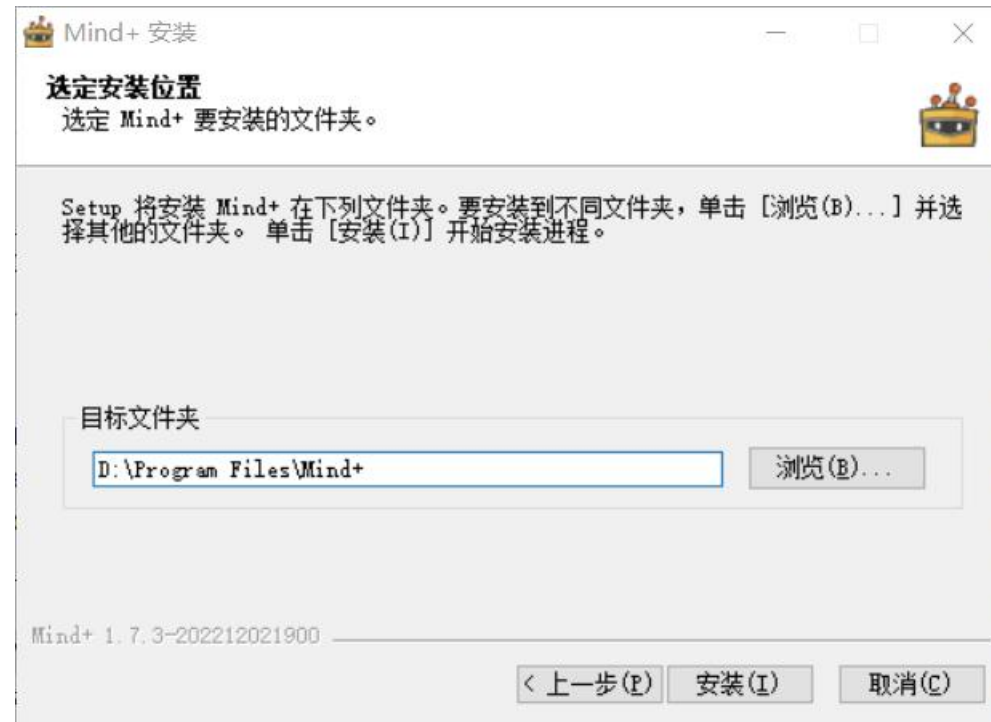 Mind+ 安装
选定安装位置
选定 Mind+ 要安装的文件夹。
Setup 将安装 Mind+ 在下列文件夹。要安装到不同文件夹，单击 [浏览(B)...] 并选
择其他的文件夹。 单击 [安装(I)] 开始安装进程。
目标文件夹
D:\Program Files\Mind+
浏览(B)...
Mind+ 1.7.3-202212021900
< 上一步(P)
安装(I)
取消(C)